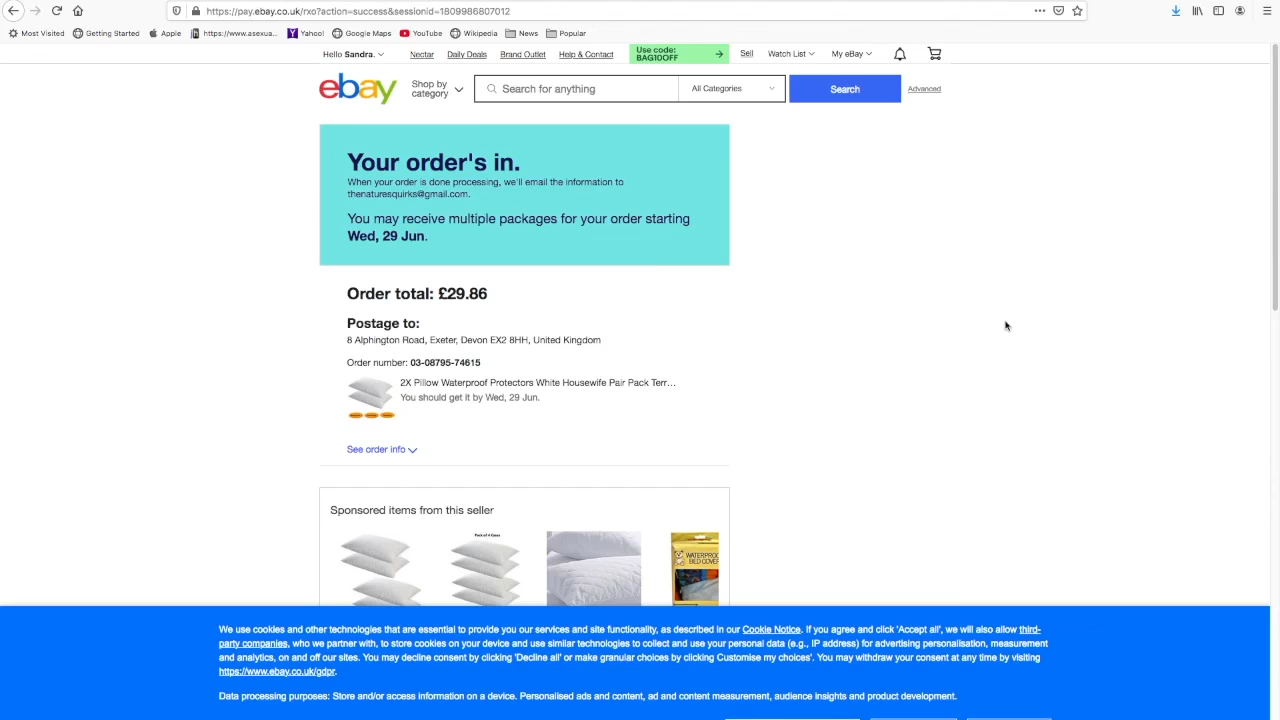 https://pay.ebay.co.uk/rxo?action=success&sessionid=1809986807012
Most Visited Getting Started Apple https://www.asexua... Yahoo! Google Maps YouTube Wikipedia News Popular
Hello Sandra. Nectar Daily Deals Brand Outlet Help & Contact Use code: BAG10OFF Sell Watch List My eBay
ebay Shop by category Search for anything All Categories Search Advanced
Your order's in.
When your order is done processing, we'll email the information to
thenaturesquirks@gmail.com.
You may receive multiple packages for your order starting
Wed, 29 Jun.
Order total: £29.86
Postage to:
8 Alphington Road, Exeter, Devon EX2 8HH, United Kingdom
Order number: 03-08795-74615
2X Pillow Waterproof Protectors White Housewife Pair Pack Terr...
You should get it by Wed, 29 Jun.
See order info
Sponsored items from this seller
Pack of 4 Cases
WATERPROO
BED COVE
We use cookies and other technologies that are essential to provide you our services and site functionality, as described in our Cookie Notice. If you agree and click 'Accept all', we will also allow third-
party companies, who we partner with, to store cookies on your device and use similar technologies to collect and use your personal data (e.g., IP address) for advertising personalisation, measurement
and analytics, on and off our sites. You may decline consent by clicking 'Decline all' or make granular choices by clicking Customise my choices'. You may withdraw your consent at any time by visiting
https://www.ebay.co.uk/gdpr.
Data processing purposes: Store and/or access information on a device. Personalised ads and content, ad and content measurement, audience insights and product development.